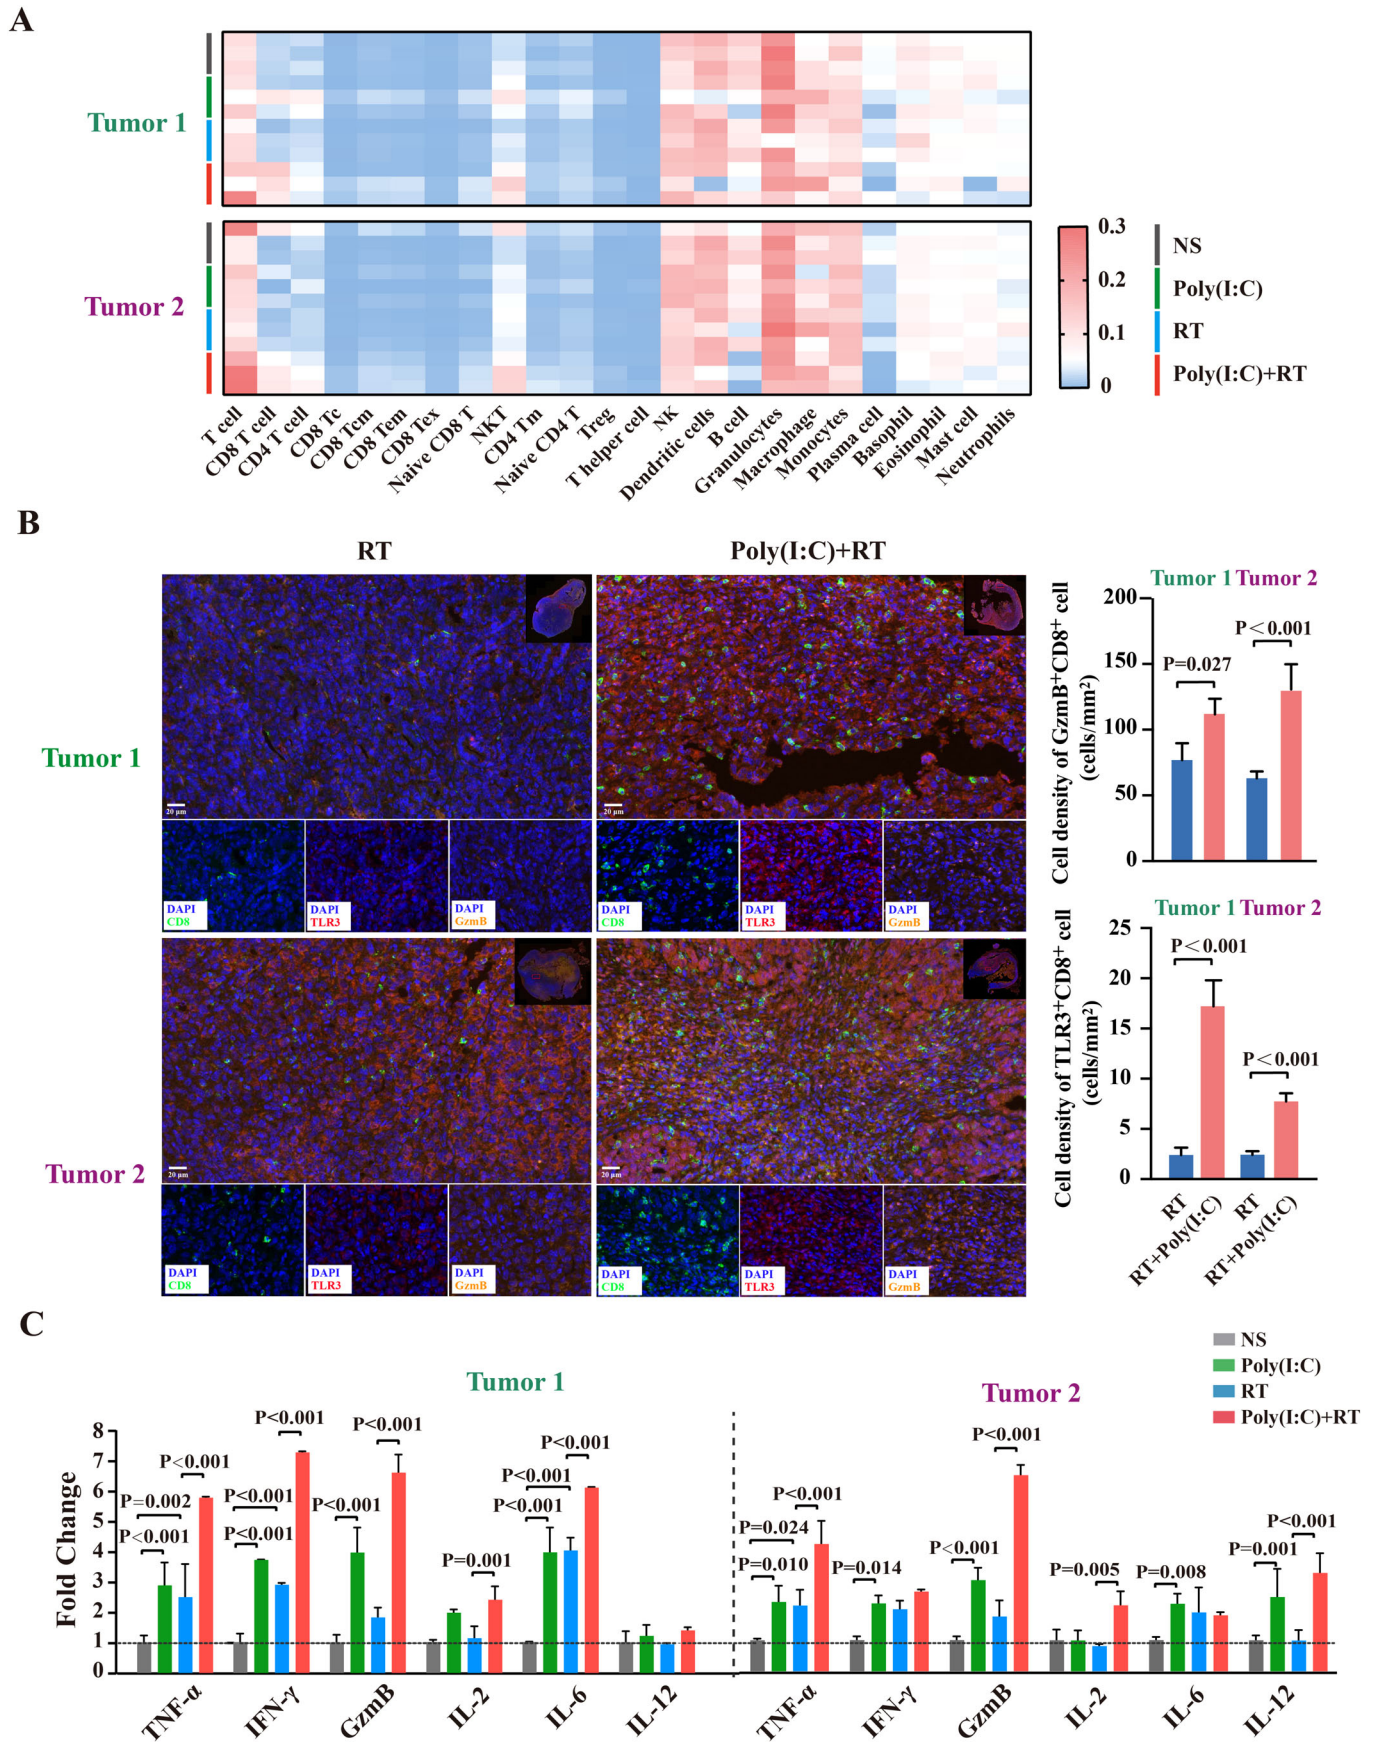 A
Tumor 1
Tumor 2
0.3
0.2
0.1
0
NS
Poly(I:C)
RT
Poly(I:C)+RT
T cell
CD8 T cell
CD4 T cell
CD8 Tc
CD8 Tcm
CD8 Tem
CD8 Tex
Naive CD8 T
NKT
CD4 Tm
Naive CD4 T
Treg
T helper cell
NK
Dendritic cells
B cell
Granulocytes
Macrophage
Monocytes
Plasma cell
Basophil
Eosinophil
Mast cell
Neutrophils
B
RT
Poly(I:C)+RT
Tumor 1
20 μm
20 μm
DAPI
CD8
DAPI
TLR3
DAPI
GzmB
DAPI
CD8
DAPI
TLR3
DAPI
GzmB
Tumor 2
20 μm
20 μm
DAPI
CD8
DAPI
TLR3
DAPI
GzmB
DAPI
CD8
DAPI
TLR3
DAPI
GzmB
Tumor 1 Tumor 2
Cell density of GzmB⁺CD8⁺ cell
(cells/mm²)
200
150
100
50
0
P=0.027
P<0.001
Tumor 1 Tumor 2
Cell density of TLR3⁺CD8⁺ cell
(cells/mm²)
25
20
15
10
5
0
P<0.001
P<0.001
RT
RT+Poly(I:C)
RT
RT+Poly(I:C)
C
NS
Poly(I:C)
RT
Poly(I:C)+RT
Tumor 1
Tumor 2
Fold Change
8
7
6
5
4
3
2
1
0
P<0.001
P=0.002
P<0.001
P<0.001
P<0.001
P<0.001
P<0.001
P<0.001
P=0.001
P<0.001
P<0.001
P<0.001
P<0.001
P=0.024
P=0.010
P=0.014
P<0.001
P<0.001
P=0.005
P=0.008
P<0.001
P=0.001
TNF-α
IFN-γ
GzmB
IL-2
IL-6
IL-12
TNF-α
IFN-γ
GzmB
IL-2
IL-6
IL-12